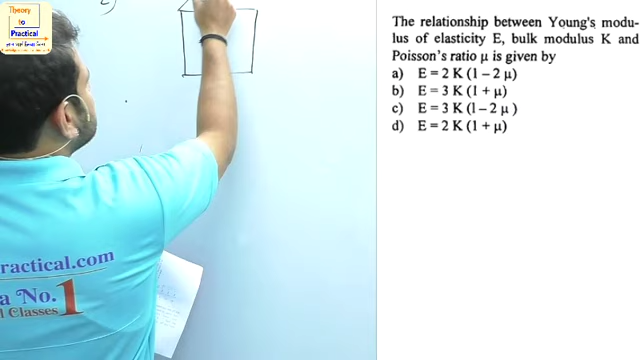 Theory
to
Practical
ractical.com
a No. 1
l Classes
The relationship between Young's modu-
lus of elasticity E, bulk modulus K and
Poisson's ratio μ is given by
a) E = 2 K (1 – 2 μ)
b) E = 3 K (1 + μ)
c) E = 3 K (1 – 2 μ )
d) E = 2 K (1 + μ)